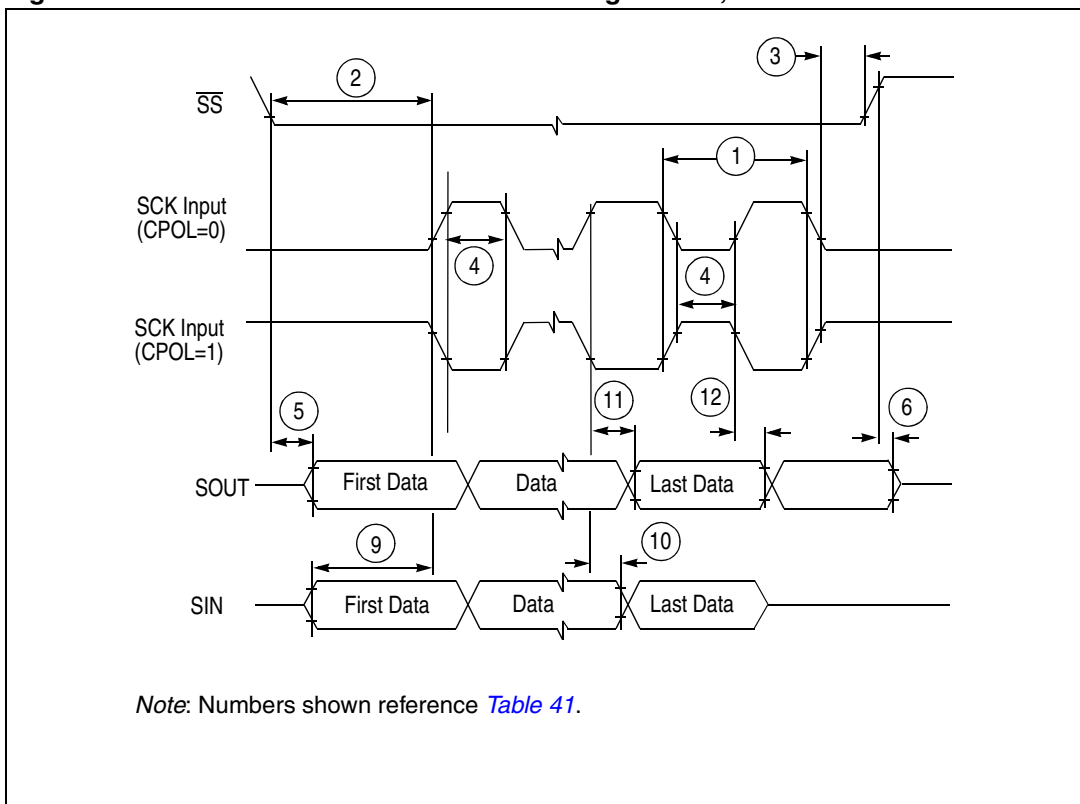 3
2
SS
1
SCK Input
(CPOL=0)
4
4
SCK Input
(CPOL=1)
11
12
5
6
SOUT
First Data
Data
Last Data
9
10
SIN
First Data
Data
Last Data
Note: Numbers shown reference Table 41.